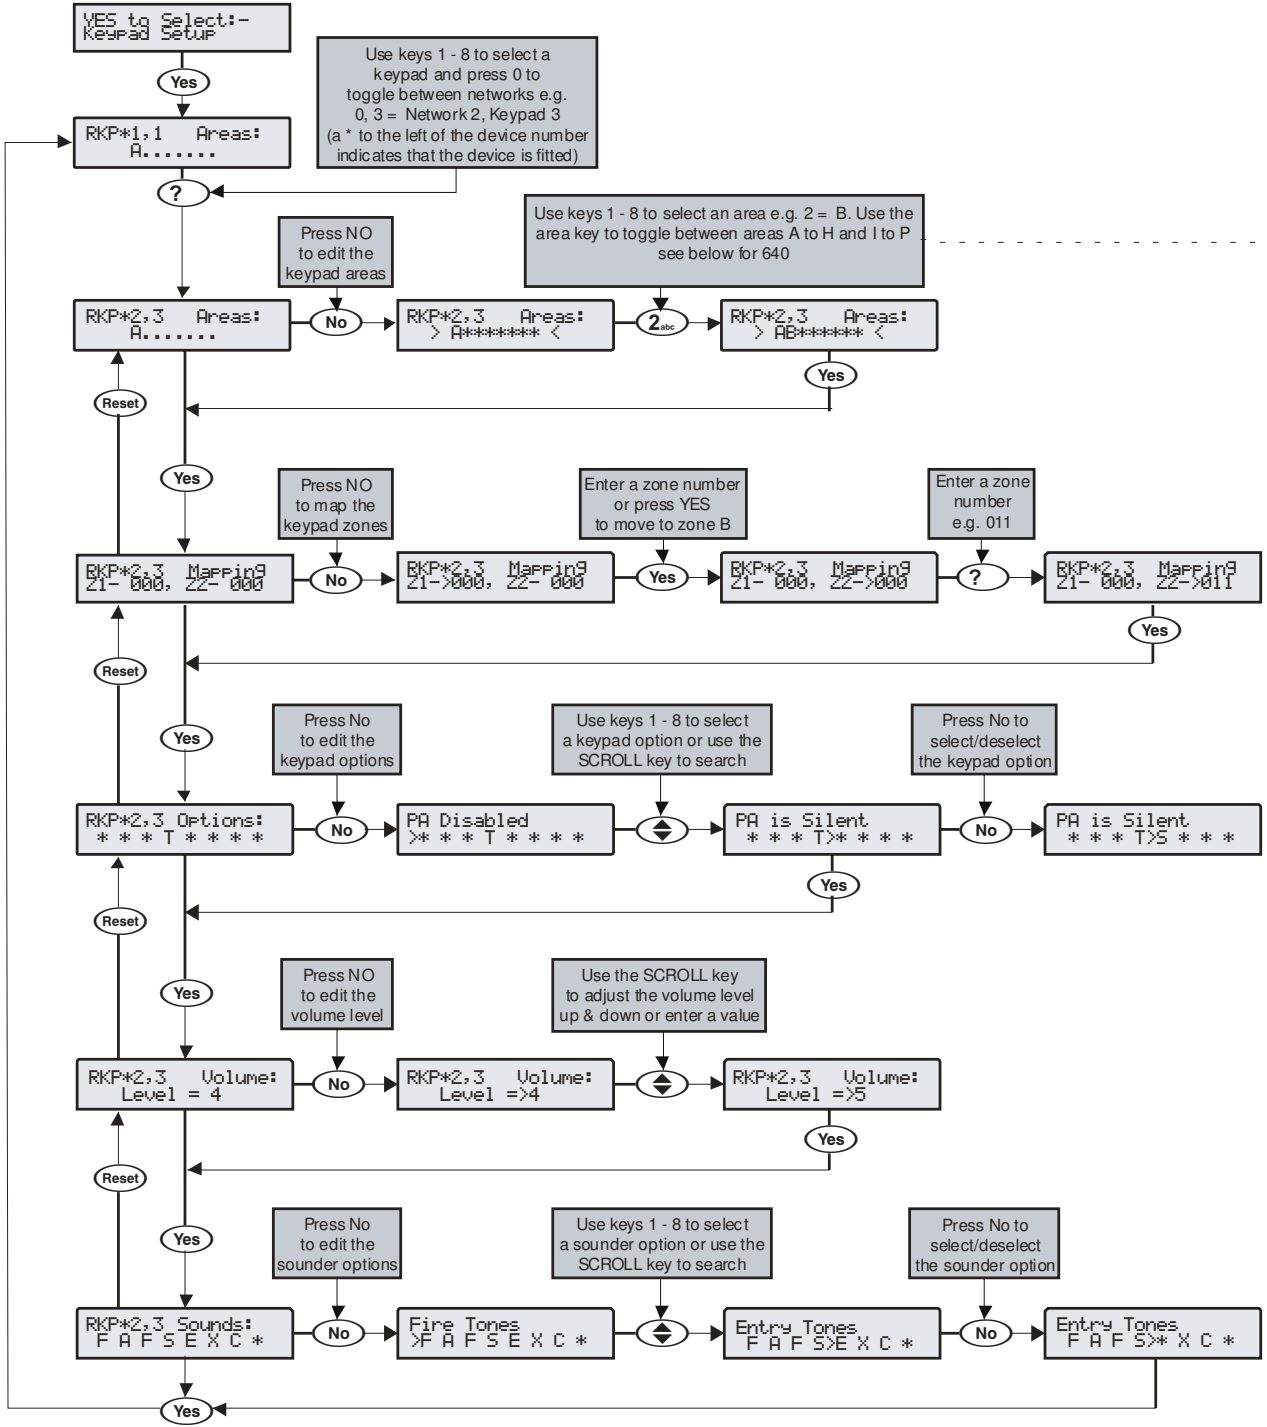 YES to Select:-
Keypad Setup
Yes
Use keys 1 - 8 to select a
keypad and press 0 to
toggle between networks e.g.
0, 3 = Network 2, Keypad 3
(a * to the left of the device number
indicates that the device is fitted)
RKP*1,1 Areas:
A.......
?
Press NO
to edit the
keypad areas
Use keys 1 - 8 to select an area e.g. 2 = B. Use the
area key to toggle between areas A to H and I to P
see below for 640
RKP*2,3 Areas:
A.......
No
RKP*2,3 Areas:
> A******* <
2abc
RKP*2,3 Areas:
> AB****** <
Yes
Reset
Yes
Press NO
to map the
keypad zones
Enter a zone number
or press YES
to move to zone B
Enter a zone
number
e.g. 011
RKP*2,3 Mapping
Z1- 000, Z2- 000
No
RKP*2,3 Mapping
Z1->000, Z2- 000
Yes
RKP*2,3 Mapping
Z1- 000, Z2->000
?
RKP*2,3 Mapping
Z1- 000, Z2->011
Yes
Reset
Yes
Press No
to edit the
keypad options
Use keys 1 - 8 to select
a keypad option or use the
SCROLL key to search
Press No to
select/deselect
the keypad option
RKP*2,3 Options:
* * * T * * * *
No
PA Disabled
>* * * T * * * *
PA is Silent
* * * T>* * * *
No
PA is Silent
* * * T>S * * *
Yes
Reset
Yes
Press NO
to edit the
volume level
Use the SCROLL key
to adjust the volume level
up & down or enter a value
RKP*2,3 Volume:
Level = 4
No
RKP*2,3 Volume:
Level =>4
RKP*2,3 Volume:
Level =>5
Yes
Reset
Yes
Press No
to edit the
sounder options
Use keys 1 - 8 to select
a sounder option or use the
SCROLL key to search
Press No to
select/deselect
the sounder option
RKP*2,3 Sounds:
F A F S E X C *
No
Fire Tones
>F A F S E X C *
Entry Tones
F A F S>E X C *
No
Entry Tones
F A F S>* X C *
Yes